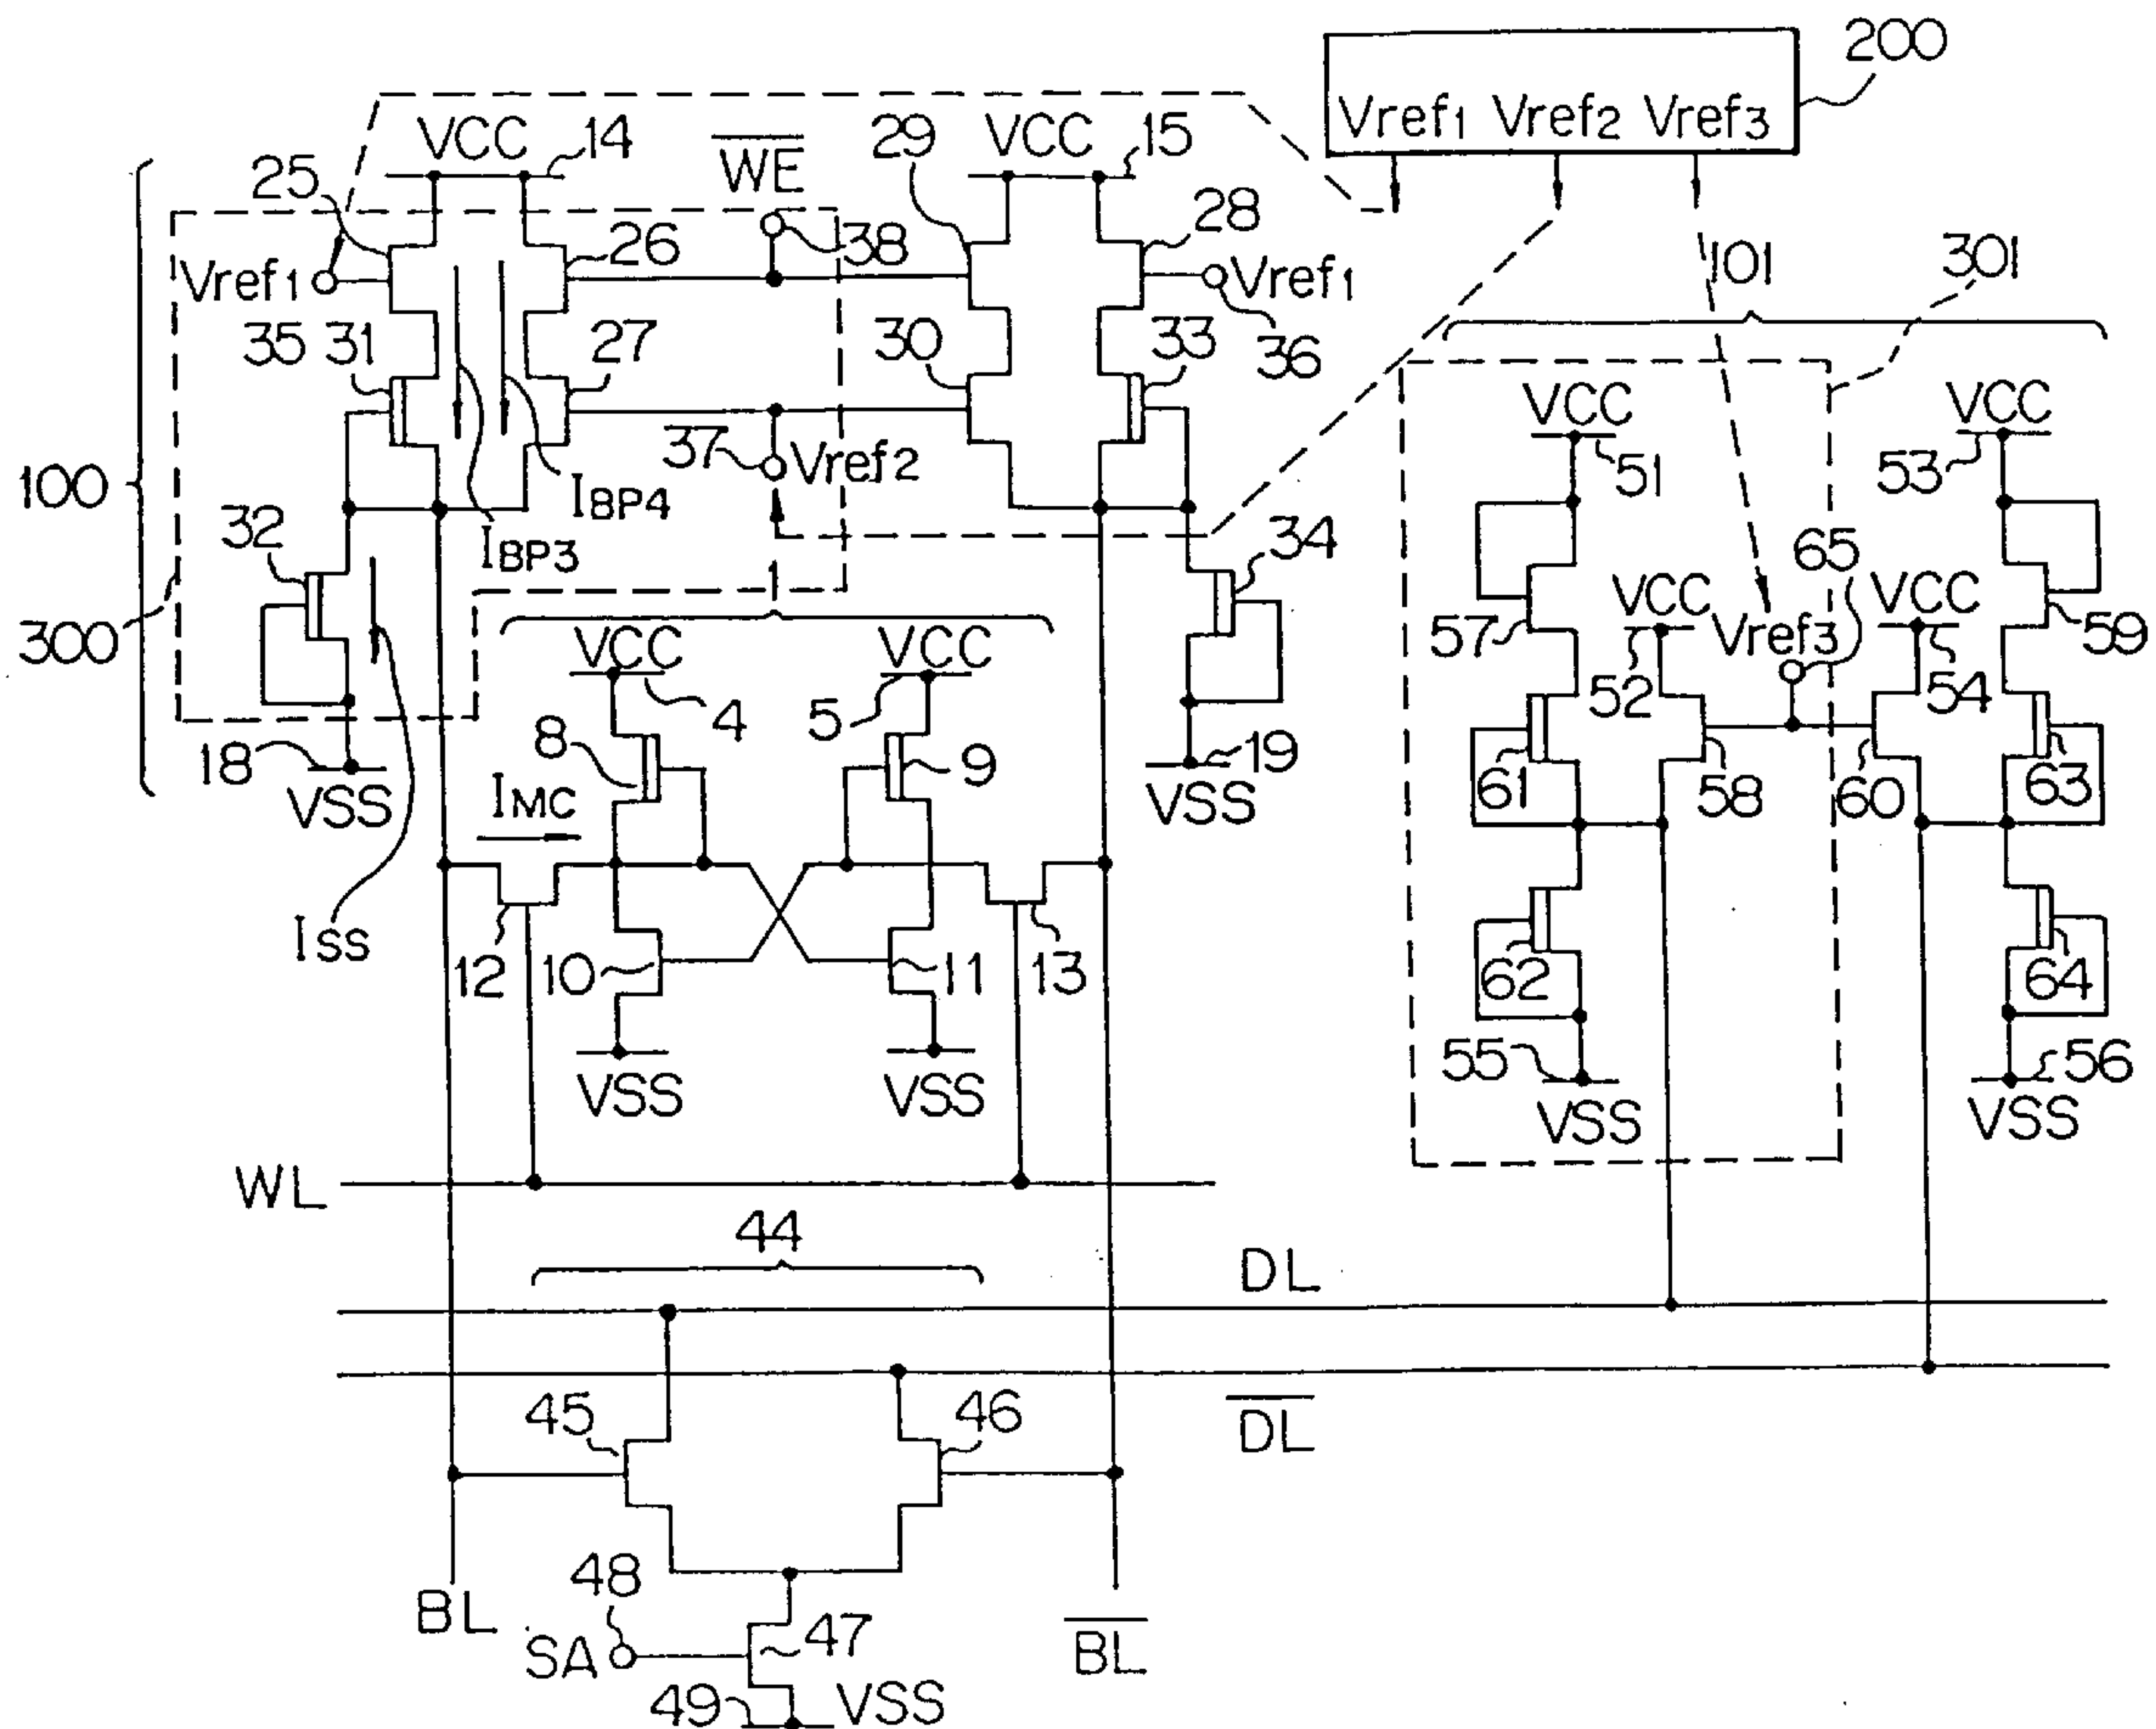 200
Vref1 Vref2 Vref3
VCC 14 WE 29 VCC 15
25 28
26 38
Vref1 Vref1
101 301
35 31 27 30 33 36
VCC VCC
100 37 Vref2 51 53
IBP4
32 IBP3 34 65
VCC Vref3 VCC
300 1 57 59
VCC VCC 52 54
8 4 5 9 19
18 61 58 60 63
VSS IMC VSS
ISS 12 10 11 13 62 64
55 56
VSS VSS VSS VSS
WL
44 DL
45 46 DL
48
BL 47 BL
SA
49 VSS